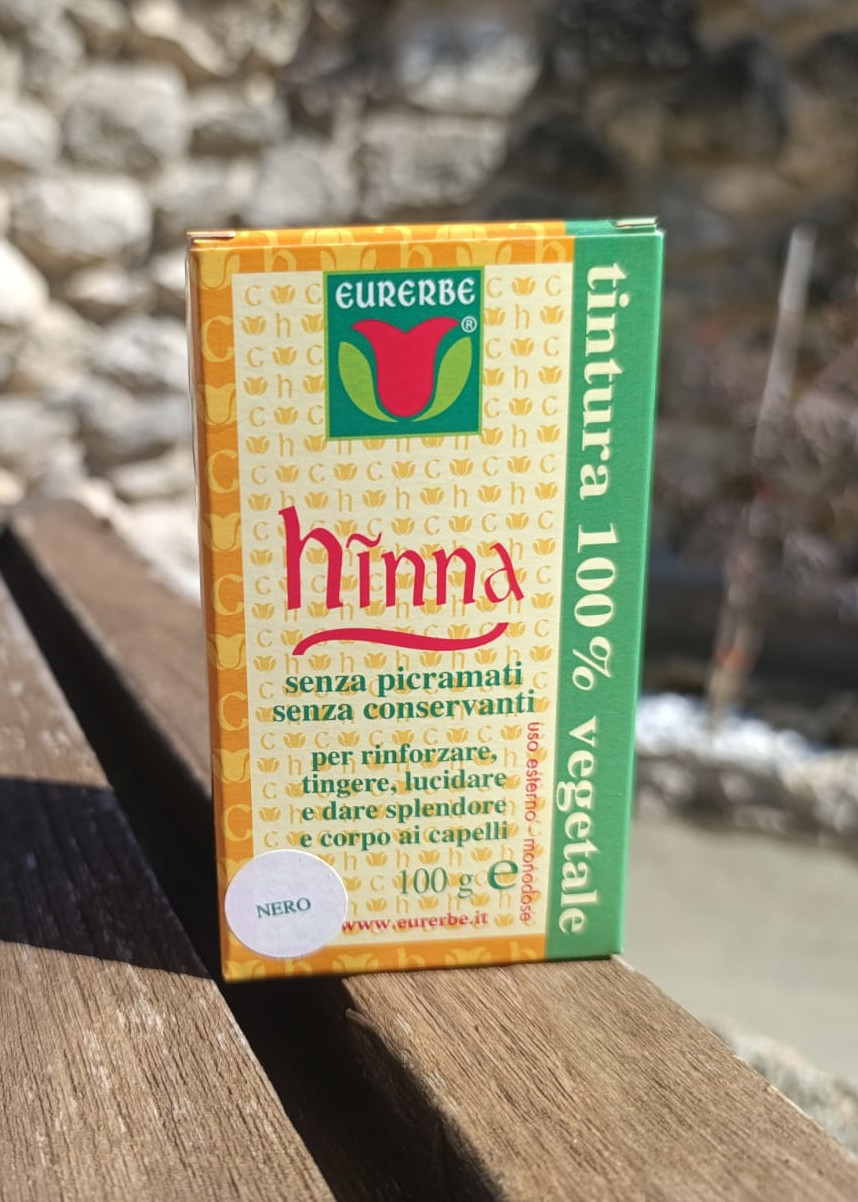 EURERBE
®
hinna
senza picramati
senza conservanti
per rinforzare,
tingere, lucidare
e dare splendore
e corpo ai capelli
100 g e
www.eurerbe.it
NERO
uso esterno - monodose
tintura 100% vegetale